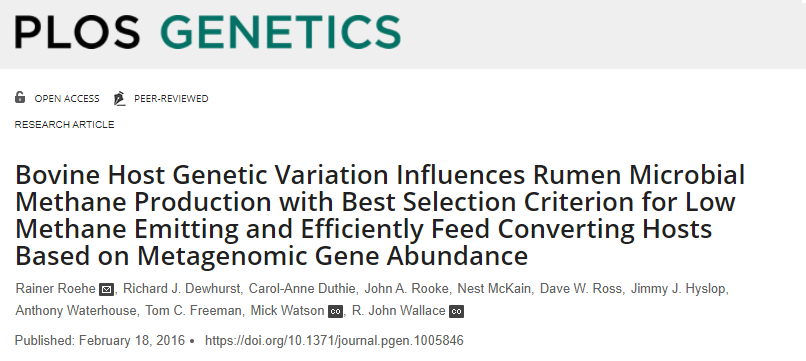 PLOS GENETICS
OPEN ACCESS PEER-REVIEWED
RESEARCH ARTICLE
Bovine Host Genetic Variation Influences Rumen Microbial
Methane Production with Best Selection Criterion for Low
Methane Emitting and Efficiently Feed Converting Hosts
Based on Metagenomic Gene Abundance
Rainer Roehe, Richard J. Dewhurst, Carol-Anne Duthie, John A. Rooke, Nest McKain, Dave W. Ross, Jimmy J. Hyslop,
Anthony Waterhouse, Tom C. Freeman, Mick Watson co, R. John Wallace co
Published: February 18, 2016 • https://doi.org/10.1371/journal.pgen.1005846